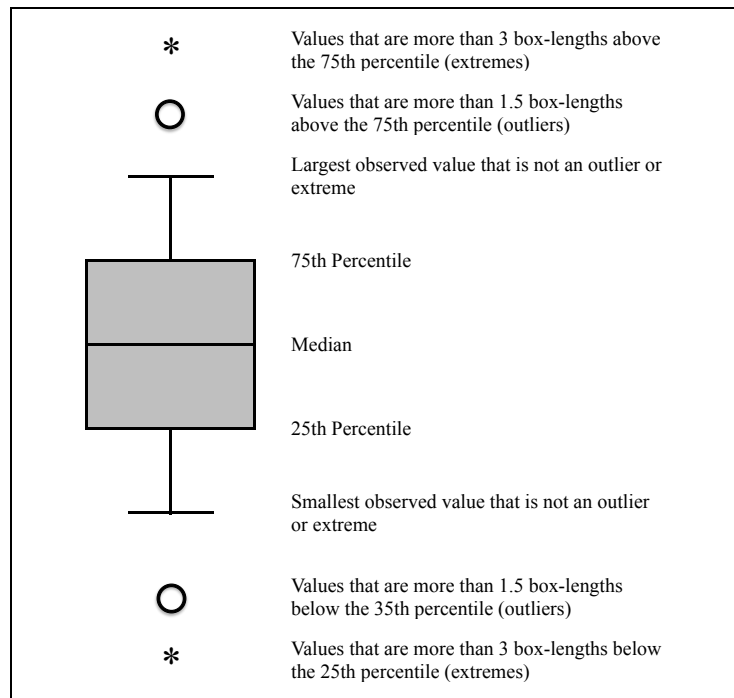 Values that are more than 3 box-lengths above
the 75th percentile (extremes)
Values that are more than 1.5 box-lengths
above the 75th percentile (outliers)
Largest observed value that is not an outlier or
extreme
75th Percentile
Median
25th Percentile
Smallest observed value that is not an outlier
or extreme
Values that are more than 1.5 box-lengths
below the 35th percentile (outliers)
Values that are more than 3 box-lengths below
the 25th percentile (extremes)